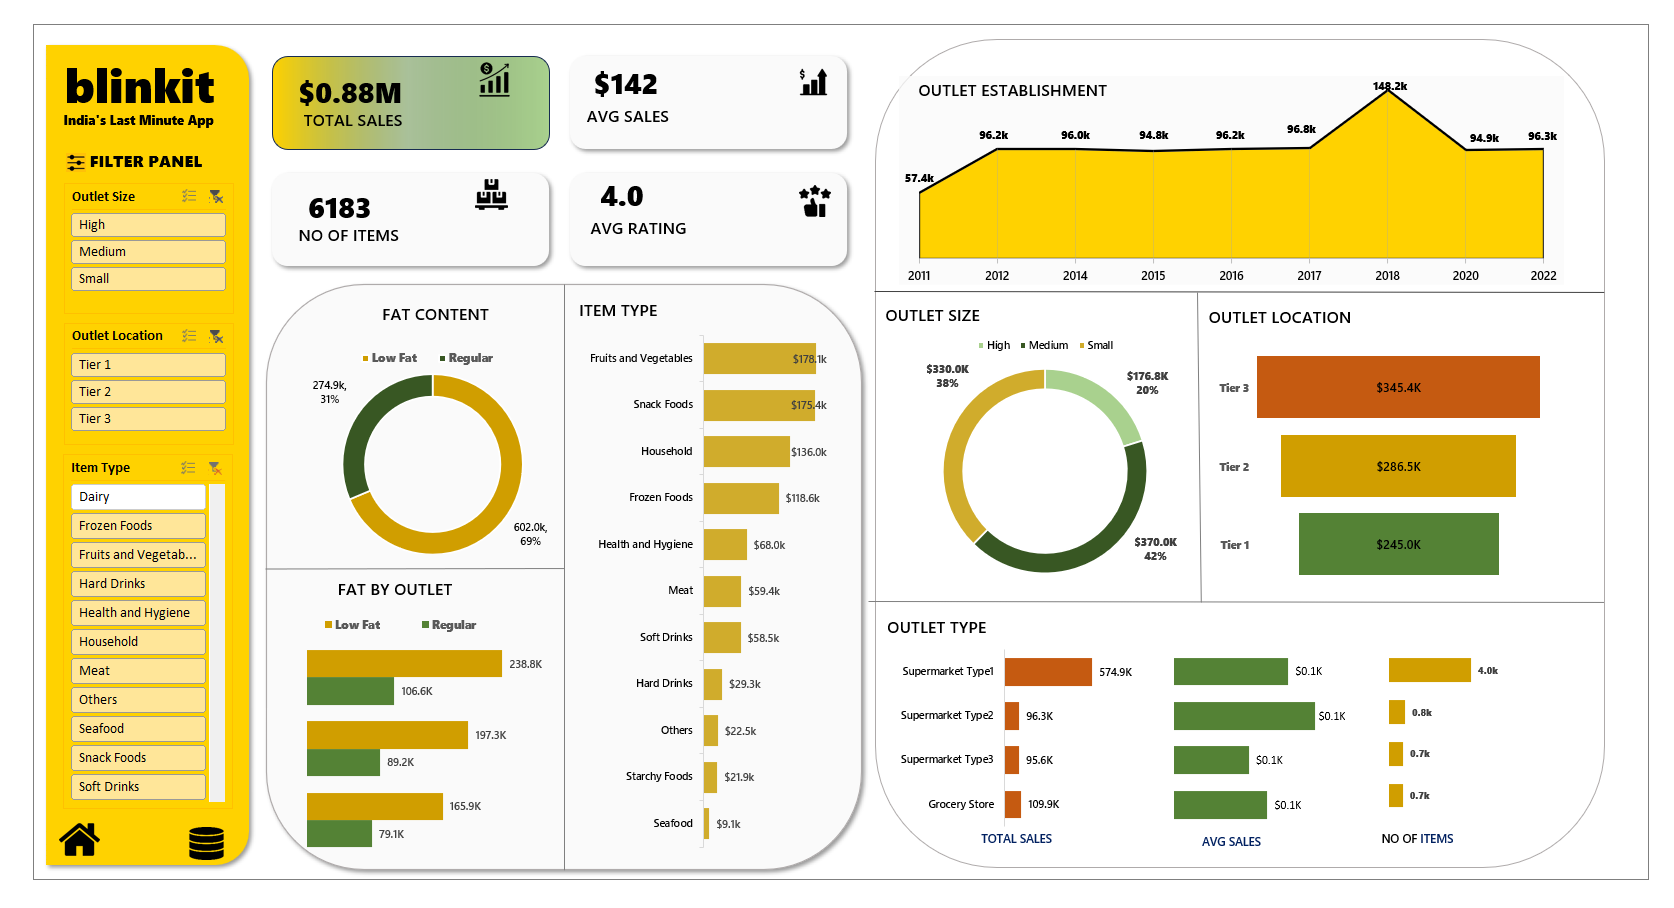 blinkit
India's Last Minute App
FILTER PANEL
Outlet Size
High
Medium
Small
Outlet Location
Tier 1
Tier 2
Tier 3
Item Type
Dairy
Frozen Foods
Fruits and Vegetab...
Hard Drinks
Health and Hygiene
Household
Meat
Others
Seafood
Snack Foods
Soft Drinks
$0.88M
TOTAL SALES
$142
AVG SALES
6183
NO OF ITEMS
4.0
AVG RATING
FAT CONTENT
Low Fat Regular
274.9k,
31%
602.0k,
69%
FAT BY OUTLET
Low Fat Regular
238.8K
106.6K
197.3K
89.2K
165.9K
79.1K
ITEM TYPE
Fruits and Vegetables $178.1k
Snack Foods $175.4k
Household $136.0k
Frozen Foods $118.6k
Health and Hygiene $68.0k
Meat $59.4k
Soft Drinks $58.5k
Hard Drinks $29.3k
Others $22.5k
Starchy Foods $21.9k
Seafood $9.1k
OUTLET ESTABLISHMENT
57.4k 96.2k 96.0k 94.8k 96.2k 96.8k 148.2k 94.9k 96.3k
2011 2012 2014 2015 2016 2017 2018 2020 2022
OUTLET SIZE
High Medium Small
$330.0K
38%
$176.8K
20%
$370.0K
42%
OUTLET LOCATION
Tier 3 $345.4K
Tier 2 $286.5K
Tier 1 $245.0K
OUTLET TYPE
Supermarket Type1 574.9K $0.1K 4.0k
Supermarket Type2 96.3K $0.1K 0.8k
Supermarket Type3 95.6K $0.1K 0.7k
Grocery Store 109.9K $0.1K 0.7k
TOTAL SALES AVG SALES NO OF ITEMS